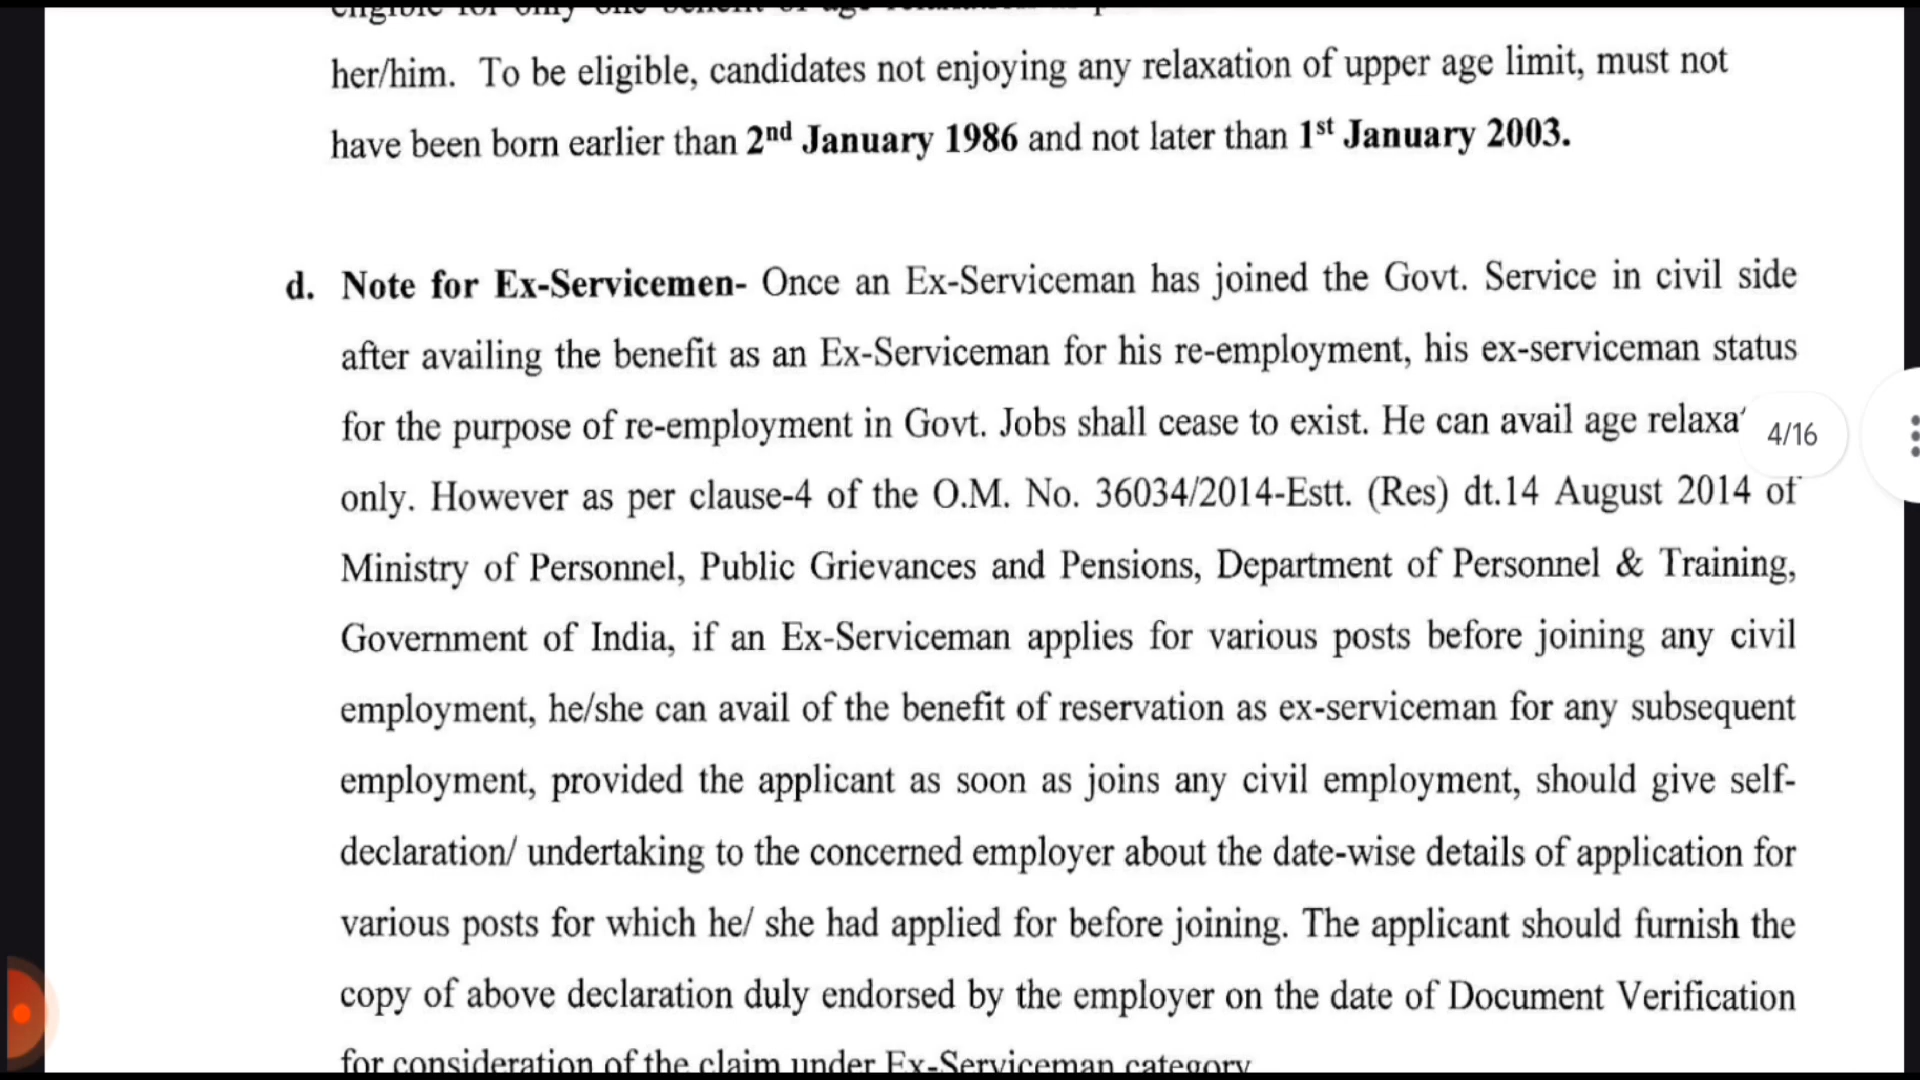 eligible for only one benefit of age
her/him. To be eligible, candidates not enjoying any relaxation of upper age limit, must not
have been born earlier than 2nd January 1986 and not later than 1st January 2003.
d. Note for Ex-Servicemen- Once an Ex-Serviceman has joined the Govt. Service in civil side
after availing the benefit as an Ex-Serviceman for his re-employment, his ex-serviceman status
for the purpose of re-employment in Govt. Jobs shall cease to exist. He can avail age relaxa
4/16
only. However as per clause-4 of the O.M. No. 36034/2014-Estt. (Res) dt.14 August 2014 of
Ministry of Personnel, Public Grievances and Pensions, Department of Personnel & Training,
Government of India, if an Ex-Serviceman applies for various posts before joining any civil
employment, he/she can avail of the benefit of reservation as ex-serviceman for any subsequent
employment, provided the applicant as soon as joins any civil employment, should give self-
declaration/ undertaking to the concerned employer about the date-wise details of application for
various posts for which he/ she had applied for before joining. The applicant should furnish the
copy of above declaration duly endorsed by the employer on the date of Document Verification
for consideration of the claim under Ex-Serviceman category